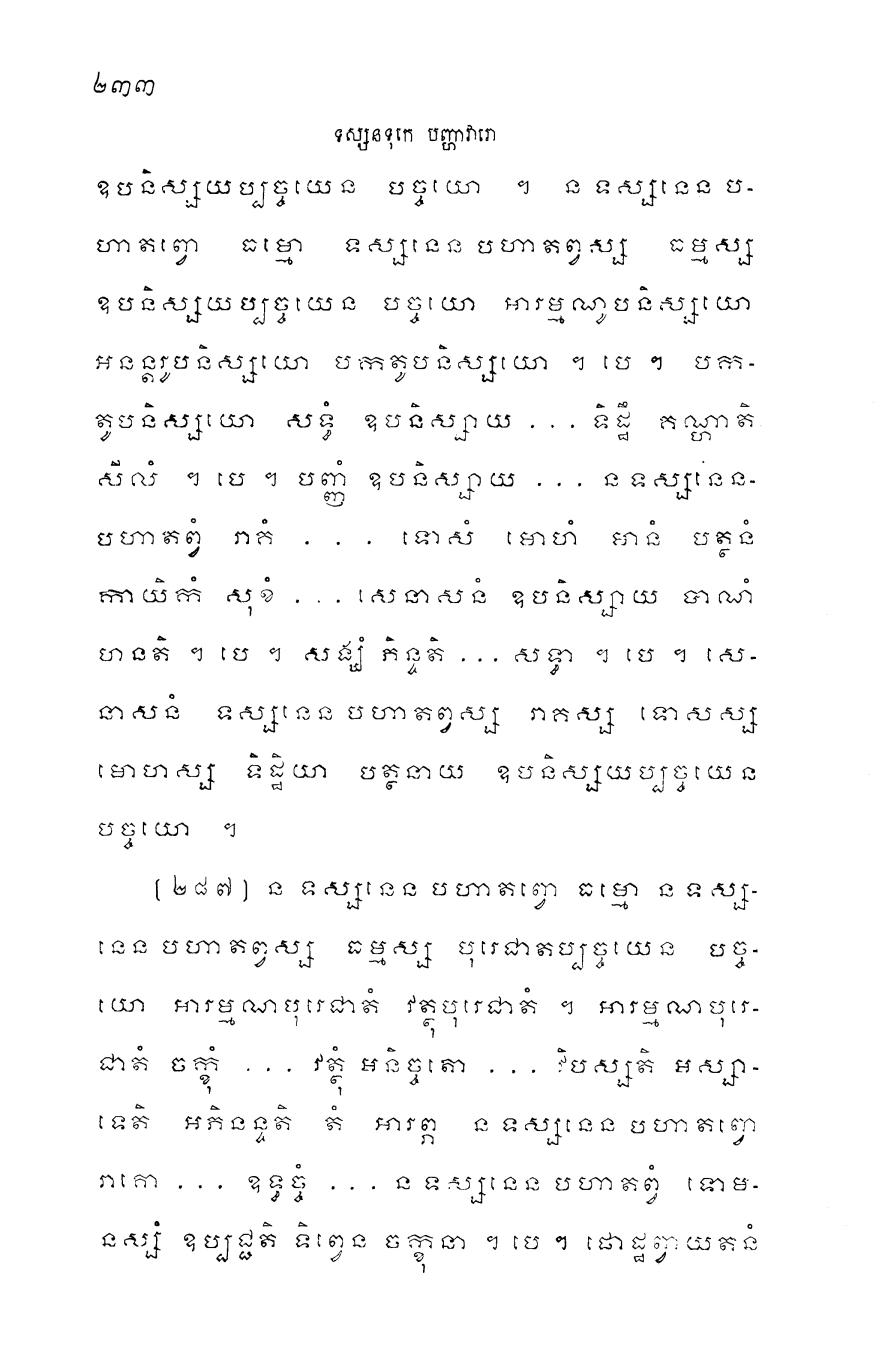 ២៣៣
ទស្សនទុកេ បញ្ហាវារោ
ឧបនិស្សយប្បច្ចយេន បច្ចយោ ។ ន ទស្សនេន ប-
ហាតព្វោ ធម្មោ ទស្សនេន បហាតព្វស្ស ធម្មស្ស
ឧបនិស្សយប្បច្ចយេន បច្ចយោ អារម្មណូបនិស្សយោ
អនន្តរូបនិស្សយោ បកតូបនិស្សយោ ។ បេ ។ បក-
តូបនិស្សយោ សទ្ធំ ឧបនិស្សាយ ... ទិដ្ឋឹ គណ្ហាតិ
សីលំ ។ បេ ។ បញ្ញំ ឧបនិស្សាយ ... ន ទស្សនេន-
បហាតព្វំ រាគំ ... ទោសំ មោហំ មានំ បត្ថនំ
កាយិកំ សុខំ ... សេនាសនំ ឧបនិស្សាយ បាណំ
ហនតិ ។ បេ ។ សង្ឃំ ភិន្ទតិ ... សទ្ធា ។ បេ ។ សេ-
នាសនំ ទស្សនេន បហាតព្វស្ស រាគស្ស ទោសស្ស
មោហស្ស ទិដ្ឋិយា បត្ថនាយ ឧបនិស្សយប្បច្ចយេន
បច្ចយោ ។
[២៨៧] ន ទស្សនេន បហាតព្វោ ធម្មោ ន ទស្ស-
នេន បហាតព្វស្ស ធម្មស្ស បុរេជាតប្បច្ចយេន បច្ច-
យោ អារម្មណបុរេជាតំ វត្ថុបុរេជាតំ ។ អារម្មណបុរេ-
ជាតំ ចក្ខុំ ... វត្ថុំ អនិច្ចតោ ... វិបស្សតិ អស្សា-
ទេតិ អភិនន្ទតិ តំ អារព្ភ ន ទស្សនេន បហាតព្វោ
រាគោ ... ឧទ្ធច្ចំ ... ន ទស្សនេន បហាតព្វំ ទោម-
នស្សំ ឧប្បជ្ជតិ ទិព្វេន ចក្ខុនា ។ បេ ។ ផោដ្ឋព្វាយតនំ